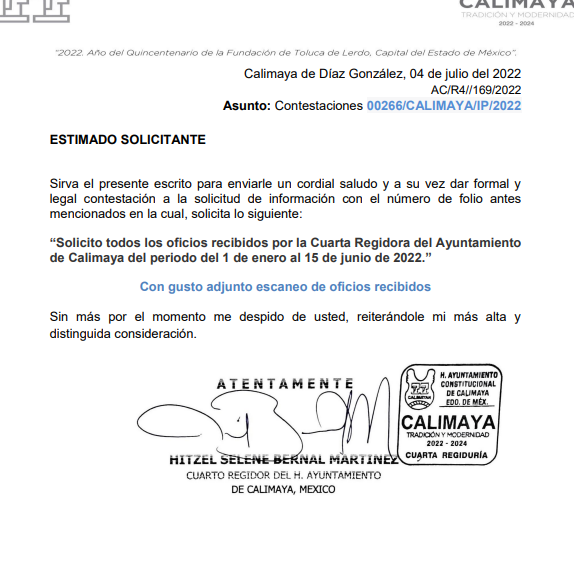 CALIMAYA
TRADICIÓN Y MODERNIDAD
2022 - 2024
"2022. Año del Quincentenario de la Fundación de Toluca de Lerdo, Capital del Estado de México".
Calimaya de Díaz González, 04 de julio del 2022
AC/R4//169/2022
Asunto: Contestaciones 00266/CALIMAYA/IP/2022
ESTIMADO SOLICITANTE
Sirva el presente escrito para enviarle un cordial saludo y a su vez dar formal y
legal contestación a la solicitud de información con el número de folio antes
mencionados en la cual, solicita lo siguiente:
“Solicito todos los oficios recibidos por la Cuarta Regidora del Ayuntamiento
de Calimaya del periodo del 1 de enero al 15 de junio de 2022.”
Con gusto adjunto escaneo de oficios recibidos
Sin más por el momento me despido de usted, reiterándole mi más alta y
distinguida consideración.
ATENTAMENTE
HITZEL SELENE BERNAL MARTINEZ
CUARTO REGIDOR DEL H. AYUNTAMIENTO
DE CALIMAYA, MEXICO
H. AYUNTAMIENTO
CONSTITUCIONAL
DE CALIMAYA
EDO. DE MÉX.
CALIMAYA
TRADICIÓN Y MODERNIDAD
2022 - 2024
CUARTA REGIDURÍA